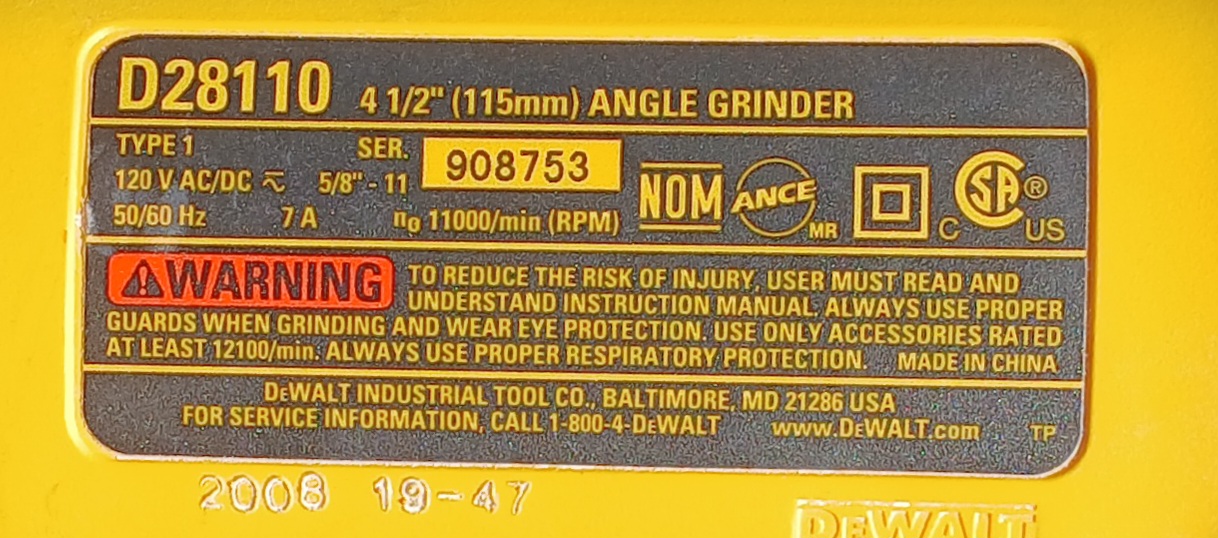 D28110 4 1/2" (115mm) ANGLE GRINDER
TYPE 1 SER. 908753
120 V AC/DC ⎓ 5/8" - 11
50/60 Hz 7 A n₀ 11000/min (RPM)
NOM ANCE MR C SA® US
⚠WARNING TO REDUCE THE RISK OF INJURY, USER MUST READ AND
UNDERSTAND INSTRUCTION MANUAL, ALWAYS USE PROPER
GUARDS WHEN GRINDING AND WEAR EYE PROTECTION. USE ONLY ACCESSORIES RATED
AT LEAST 12100/min. ALWAYS USE PROPER RESPIRATORY PROTECTION. MADE IN CHINA
DEWALT INDUSTRIAL TOOL CO., BALTIMORE, MD 21286 USA
FOR SERVICE INFORMATION, CALL 1-800-4-DEWALT www.DEWALT.com TP
2008 19-47
DEWALT